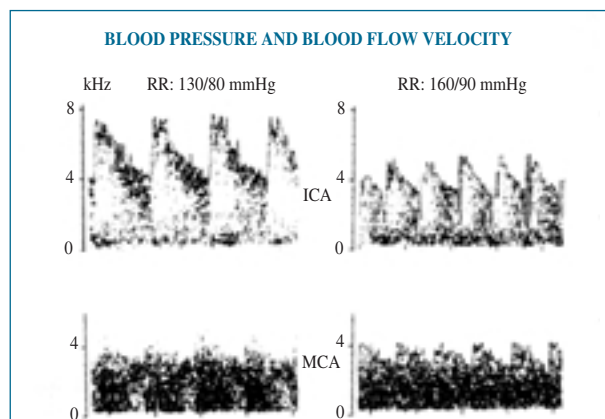 BLOOD PRESSURE AND BLOOD FLOW VELOCITY
kHz RR: 130/80 mmHg RR: 160/90 mmHg
8 8
4 4
ICA
0 0
4 4
MCA
0 0